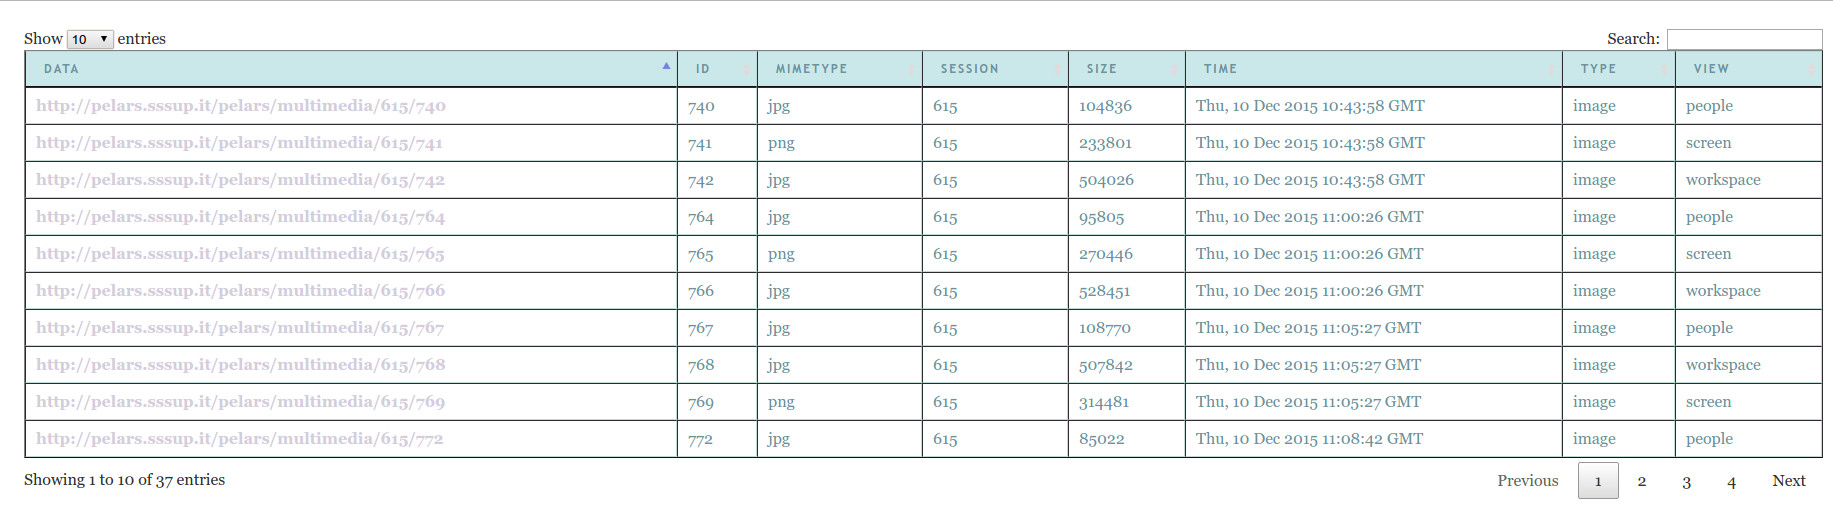 Show 10 entries Search:
DATA ID MIMETYPE SESSION SIZE TIME TYPE VIEW
http://pelars.sssup.it/pelars/multimedia/615/740 740 jpg 615 104836 Thu, 10 Dec 2015 10:43:58 GMT image people
http://pelars.sssup.it/pelars/multimedia/615/741 741 png 615 233801 Thu, 10 Dec 2015 10:43:58 GMT image screen
http://pelars.sssup.it/pelars/multimedia/615/742 742 jpg 615 504026 Thu, 10 Dec 2015 10:43:58 GMT image workspace
http://pelars.sssup.it/pelars/multimedia/615/764 764 jpg 615 95805 Thu, 10 Dec 2015 11:00:26 GMT image people
http://pelars.sssup.it/pelars/multimedia/615/765 765 png 615 270446 Thu, 10 Dec 2015 11:00:26 GMT image screen
http://pelars.sssup.it/pelars/multimedia/615/766 766 jpg 615 528451 Thu, 10 Dec 2015 11:00:26 GMT image workspace
http://pelars.sssup.it/pelars/multimedia/615/767 767 jpg 615 108770 Thu, 10 Dec 2015 11:05:27 GMT image people
http://pelars.sssup.it/pelars/multimedia/615/768 768 jpg 615 507842 Thu, 10 Dec 2015 11:05:27 GMT image workspace
http://pelars.sssup.it/pelars/multimedia/615/769 769 png 615 314481 Thu, 10 Dec 2015 11:05:27 GMT image screen
http://pelars.sssup.it/pelars/multimedia/615/772 772 jpg 615 85022 Thu, 10 Dec 2015 11:08:42 GMT image people
Showing 1 to 10 of 37 entries Previous 1 2 3 4 Next